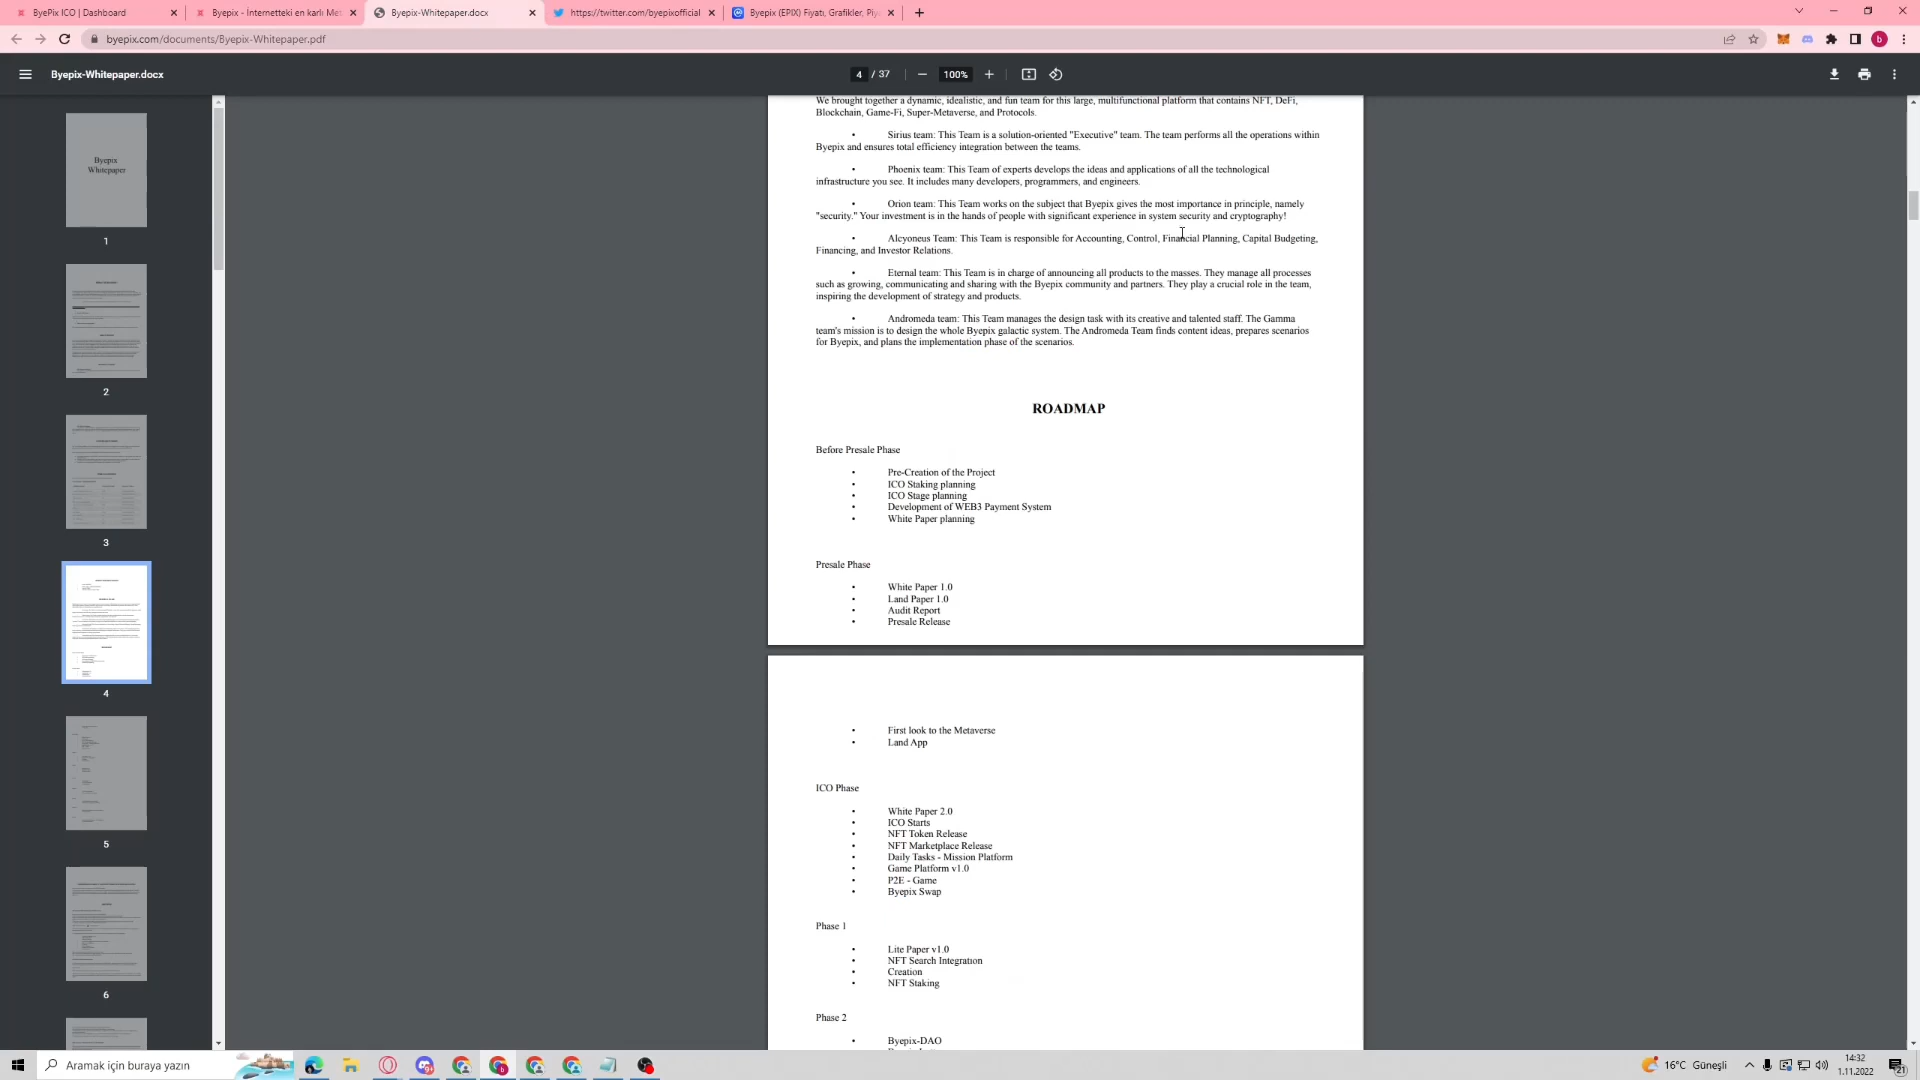 ByePix ICO | Dashboard
Byepix - İnternetteki en karlı Met
Byepix-Whitepaper.docx
https://twitter.com/byepixofficial
Byepix (EPIX) Fiyatı, Grafikler, Piy
byepix.com/documents/Byepix-Whitepaper.pdf
b
Byepix-Whitepaper.docx
4 / 37
100%
Byepix
Whitepaper
1
2
3
4
5
6
We brought together a dynamic, idealistic, and fun team for this large, multifunctional platform that contains NFT, DeFi,
Blockchain, Game-Fi, Super-Metaverse, and Protocols.
• Sirius team: This Team is a solution-oriented "Executive" team. The team performs all the operations within
Byepix and ensures total efficiency integration between the teams.
• Phoenix team: This Team of experts develops the ideas and applications of all the technological
infrastructure you see. It includes many developers, programmers, and engineers.
• Orion team: This Team works on the subject that Byepix gives the most importance in principle, namely
"security." Your investment is in the hands of people with significant experience in system security and cryptography!
• Alcyoneus Team: This Team is responsible for Accounting, Control, Financial Planning, Capital Budgeting,
Financing, and Investor Relations.
• Eternal team: This Team is in charge of announcing all products to the masses. They manage all processes
such as growing, communicating and sharing with the Byepix community and partners. They play a crucial role in the team,
inspiring the development of strategy and products.
• Andromeda team: This Team manages the design task with its creative and talented staff. The Gamma
team's mission is to design the whole Byepix galactic system. The Andromeda Team finds content ideas, prepares scenarios
for Byepix, and plans the implementation phase of the scenarios.
ROADMAP
Before Presale Phase
• Pre-Creation of the Project
• ICO Staking planning
• ICO Stage planning
• Development of WEB3 Payment System
• White Paper planning
Presale Phase
• White Paper 1.0
• Land Paper 1.0
• Audit Report
• Presale Release
• First look to the Metaverse
• Land App
ICO Phase
• White Paper 2.0
• ICO Starts
• NFT Token Release
• NFT Marketplace Release
• Daily Tasks - Mission Platform
• Game Platform v1.0
• P2E - Game
• Byepix Swap
Phase 1
• Lite Paper v1.0
• NFT Search Integration
• Creation
• NFT Staking
Phase 2
• Byepix-DAO
Aramak için buraya yazın
16°C Güneşli
14:32
1.11.2022
21